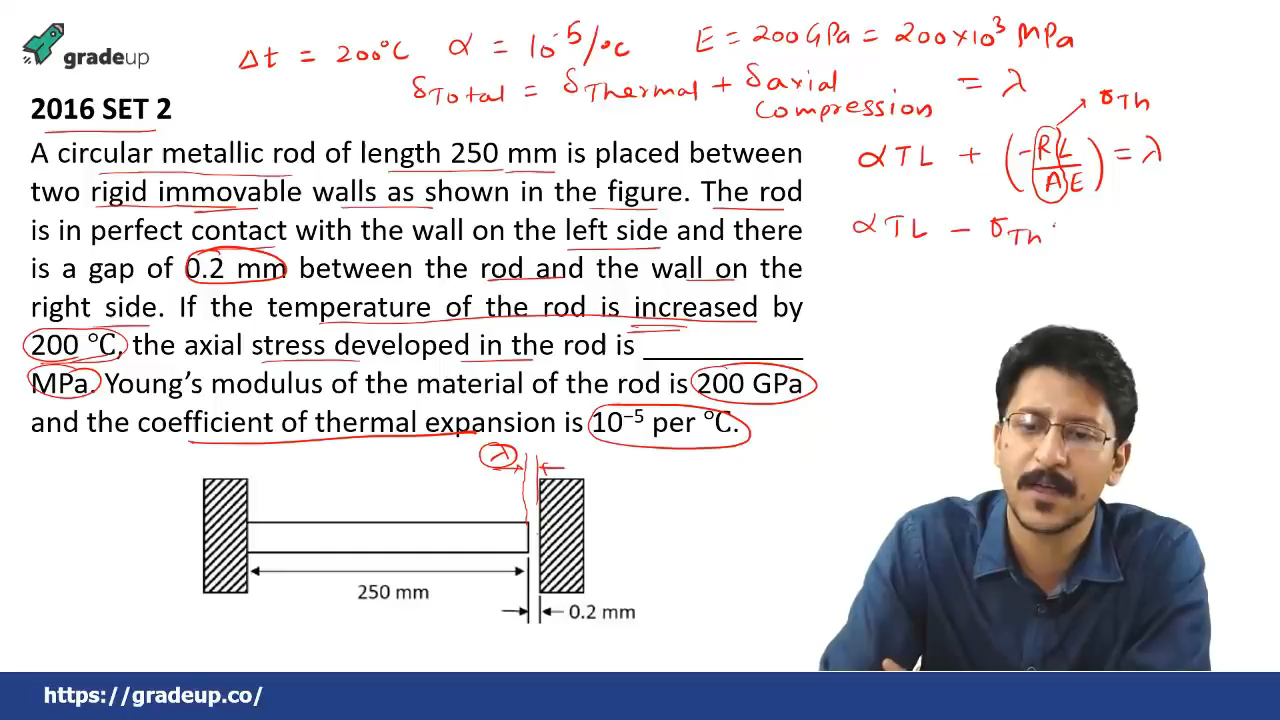 gradeup
Δt = 200°C α = 10⁻⁵/°c E = 200GPa = 200×10³ MPa
δTotal = δThermal + δaxial compression = λ
2016 SET 2
σTh
αTL + (-RL/AE) = λ
A circular metallic rod of length 250 mm is placed between
two rigid immovable walls as shown in the figure. The rod
is in perfect contact with the wall on the left side and there
αTL - σTh
is a gap of 0.2 mm between the rod and the wall on the
right side. If the temperature of the rod is increased by
200 °C, the axial stress developed in the rod is ___________
MPa. Young's modulus of the material of the rod is 200 GPa
and the coefficient of thermal expansion is 10⁻⁵ per °C.
λ
250 mm
0.2 mm
https://gradeup.co/